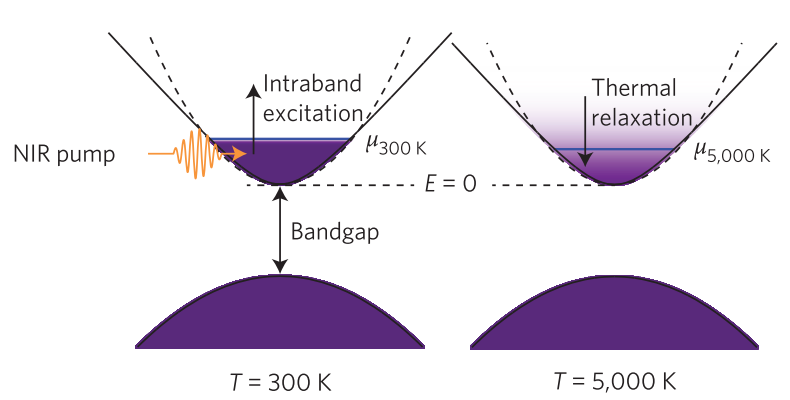 Intraband
excitation
NIR pump
μ300 K
Thermal
relaxation
μ5,000 K
E = 0
Bandgap
T = 300 K
T = 5,000 K